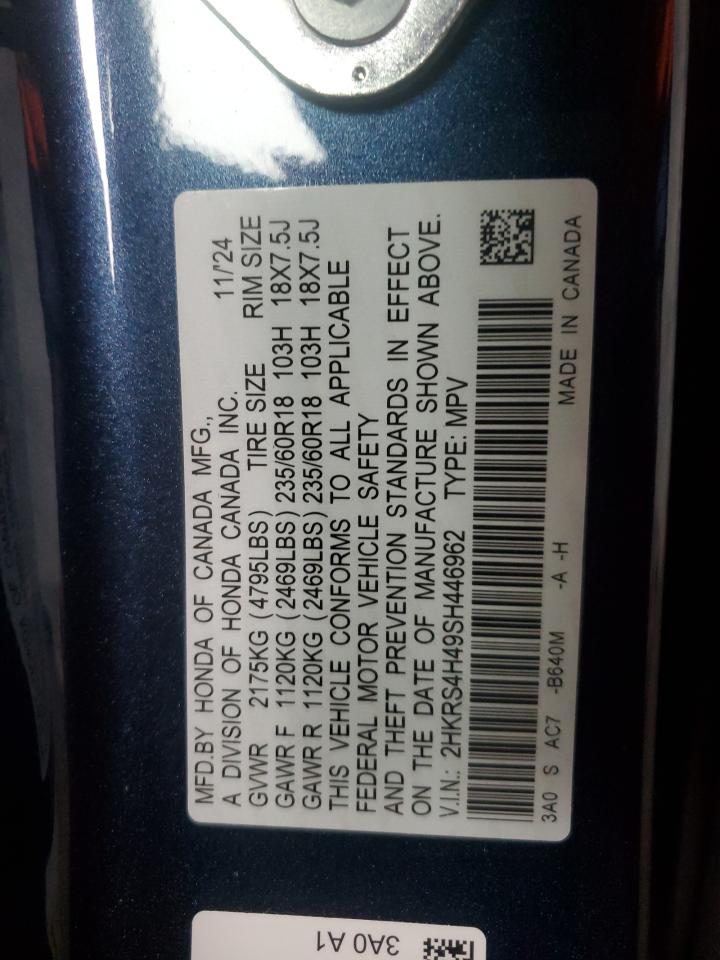 MFD.BY HONDA OF CANADA MFG.,
A DIVISION OF HONDA CANADA INC. 11/'24
GVWR 2175KG (4795LBS) TIRE SIZE RIM SIZE
GAWR F 1120KG (2469LBS) 235/60R18 103H 18X7.5J
GAWR R 1120KG (2469LBS) 235/60R18 103H 18X7.5J
THIS VEHICLE CONFORMS TO ALL APPLICABLE
FEDERAL MOTOR VEHICLE SAFETY
AND THEFT PREVENTION STANDARDS IN EFFECT
ON THE DATE OF MANUFACTURE SHOWN ABOVE.
V.I.N.: 2HKRS4H49SH446962 TYPE: MPV
3A0 S AC7 -B640M -A -H MADE IN CANADA
3A0 A1